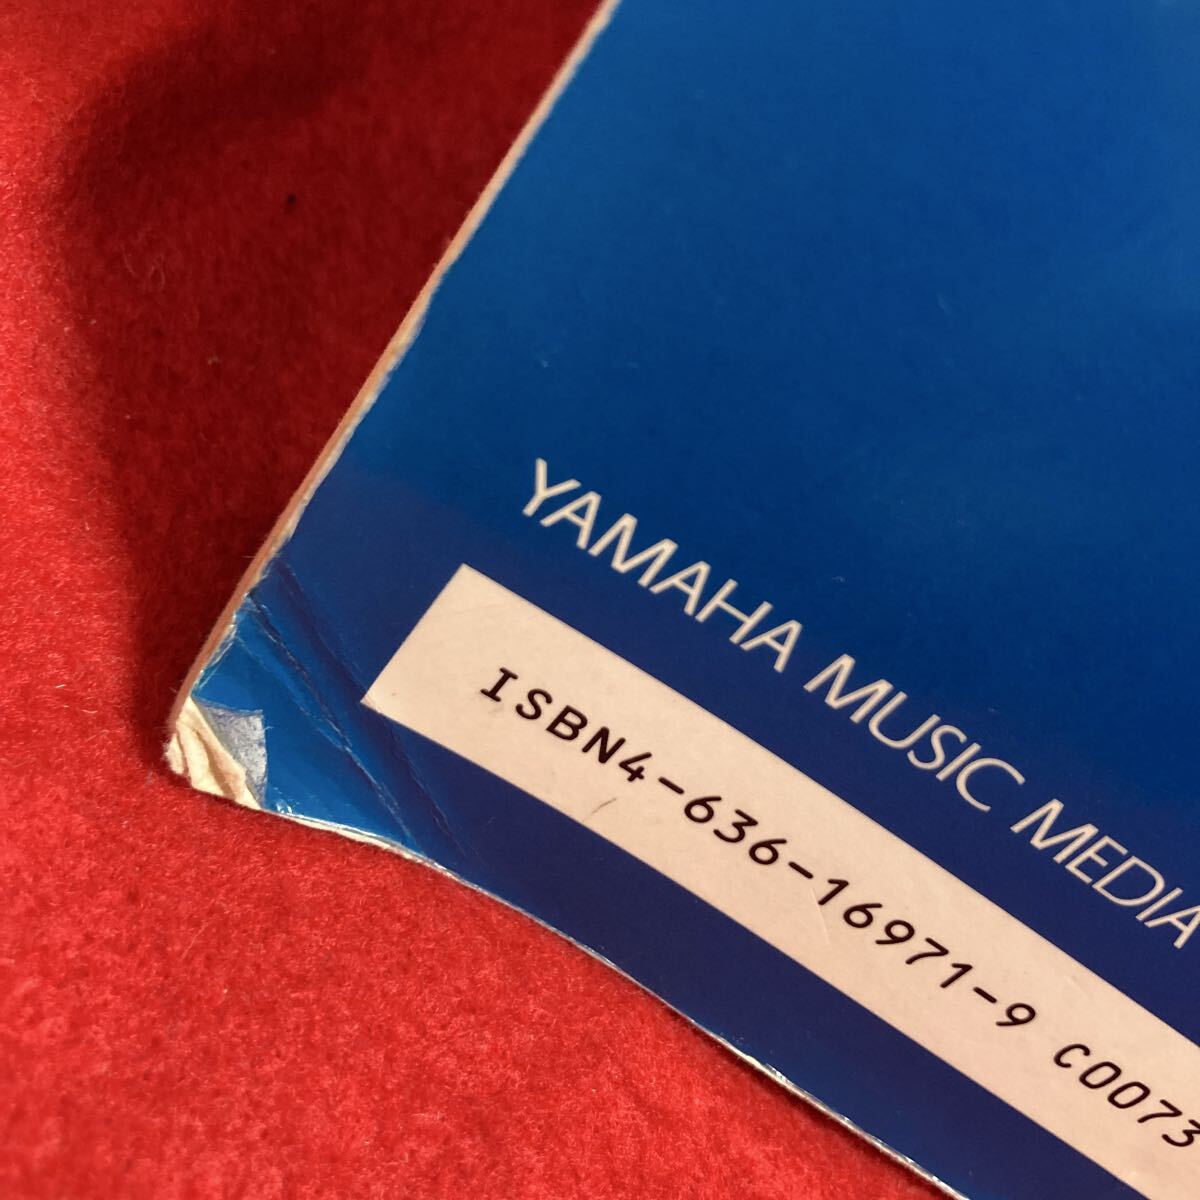 YAMAHA MUSIC MEDIA
ISBN4-636-16971-9 C0073